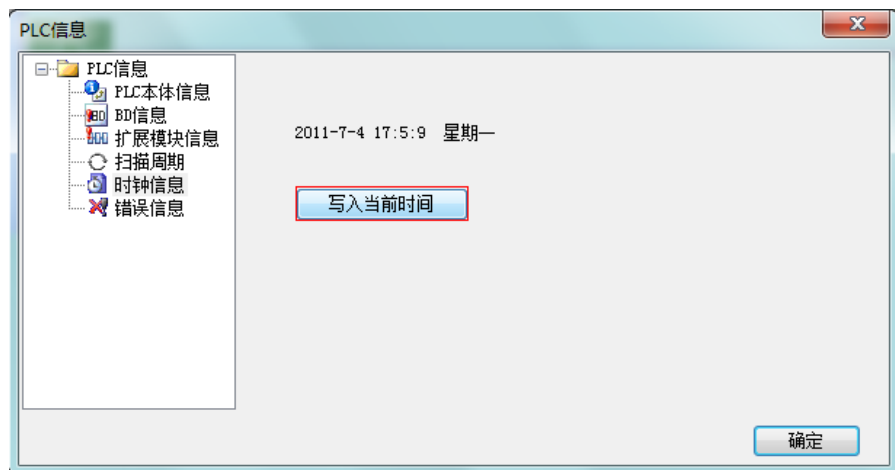 PLC信息
PLC信息
PLC本体信息
BD信息
扩展模块信息
扫描周期
时钟信息
错误信息
2011-7-4 17:5:9 星期一
写入当前时间
确定